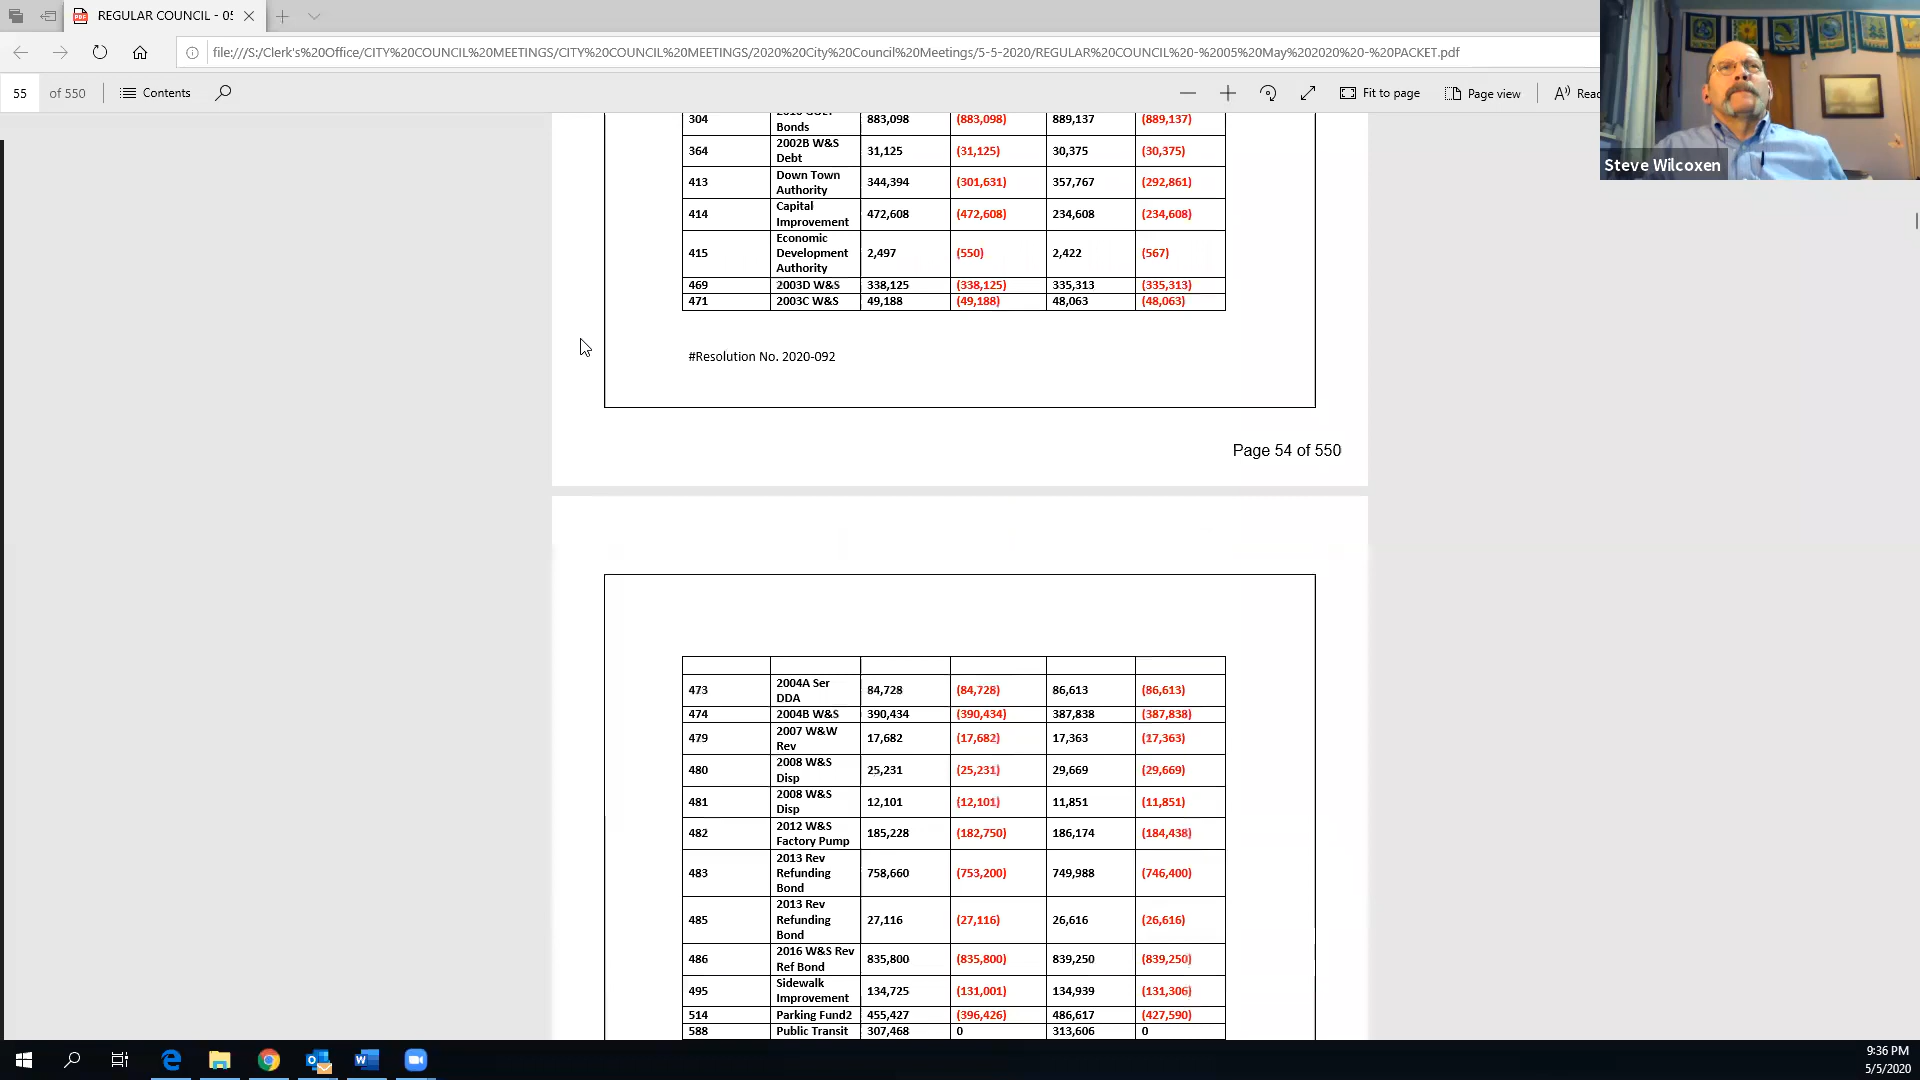 REGULAR COUNCIL - 05
file:///S:/Clerk's%20Office/CITY%20COUNCIL%20MEETINGS/CITY%20COUNCIL%20MEETINGS/2020%20City%20Council%20Meetings/5-5-2020/REGULAR%20COUNCIL%20-%2005%20May%202020%20-%20PACKET.pdf
55 of 550 Contents Fit to page Page view
Steve Wilcoxen
304 Bonds 883,098 (883,098) 889,137 (889,137)
364 2002B W&S Debt 31,125 (31,125) 30,375 (30,375)
413 Down Town Authority 344,394 (301,631) 357,767 (292,861)
414 Capital Improvement 472,608 (472,608) 234,608 (234,608)
415 Economic Development Authority 2,497 (550) 2,422 (567)
469 2003D W&S 338,125 (338,125) 335,313 (335,313)
471 2003C W&S 49,188 (49,188) 48,063 (48,063)
#Resolution No. 2020-092
Page 54 of 550
473 2004A Ser DDA 84,728 (84,728) 86,613 (86,613)
474 2004B W&S 390,434 (390,434) 387,838 (387,838)
479 2007 W&W Rev 17,682 (17,682) 17,363 (17,363)
480 2008 W&S Disp 25,231 (25,231) 29,669 (29,669)
481 2008 W&S Disp 12,101 (12,101) 11,851 (11,851)
482 2012 W&S Factory Pump 185,228 (182,750) 186,174 (184,438)
483 2013 Rev Refunding Bond 758,660 (753,200) 749,988 (746,400)
485 2013 Rev Refunding Bond 27,116 (27,116) 26,616 (26,616)
486 2016 W&S Rev Ref Bond 835,800 (835,800) 839,250 (839,250)
495 Sidewalk Improvement 134,725 (131,001) 134,939 (131,306)
514 Parking Fund2 455,427 (396,426) 486,617 (427,590)
588 Public Transit 307,468 0 313,606 0
9:36 PM
5/5/2020